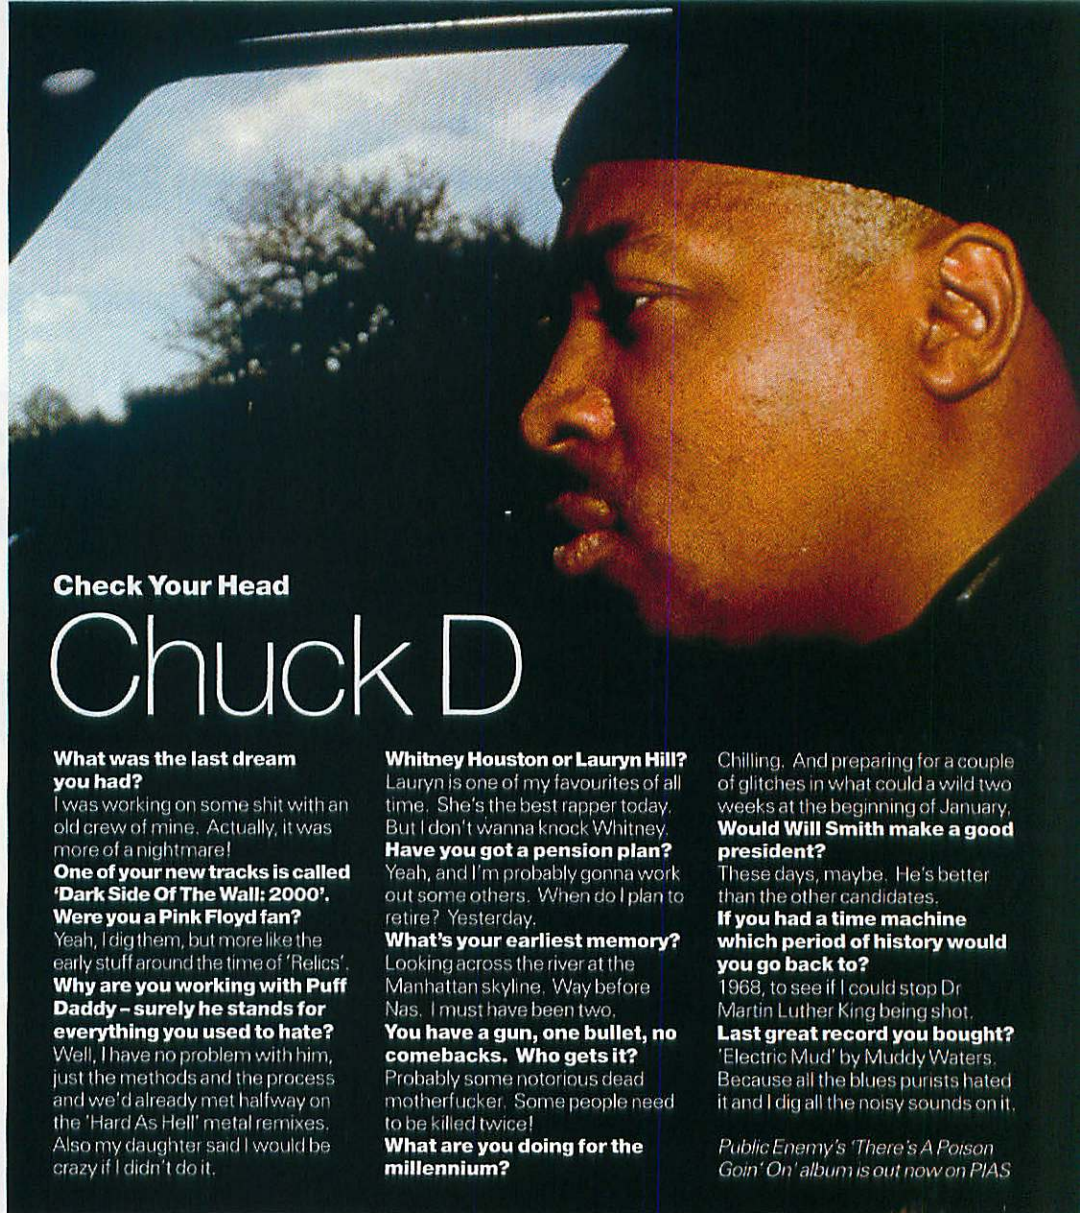 Check Your Head
Chuck D
What was the last dream
you had?
I was working on some shit with an
old crew of mine. Actually, it was
more of a nightmare!
One of your new tracks is called
‘Dark Side Of The Wall: 2000’.
Were you a Pink Floyd fan?
Yeah, I dig them, but more like the
early stuff around the time of ‘Relics’.
Why are you working with Puff
Daddy – surely he stands for
everything you used to hate?
Well, I have no problem with him,
just the methods and the process
and we’d already met halfway on
the ‘Hard As Hell’ metal remixes.
Also my daughter said I would be
crazy if I didn’t do it.
Whitney Houston or Lauryn Hill?
Lauryn is one of my favourites of all
time. She’s the best rapper today.
But I don’t wanna knock Whitney.
Have you got a pension plan?
Yeah, and I’m probably gonna work
out some others. When do I plan to
retire? Yesterday.
What’s your earliest memory?
Looking across the river at the
Manhattan skyline. Way before
Nas. I must have been two.
You have a gun, one bullet, no
comebacks. Who gets it?
Probably some notorious dead
motherfucker. Some people need
to be killed twice!
What are you doing for the
millennium?
Chilling. And preparing for a couple
of glitches in what could a wild two
weeks at the beginning of January,
Would Will Smith make a good
president?
These days, maybe. He’s better
than the other candidates.
If you had a time machine
which period of history would
you go back to?
1968, to see if I could stop Dr
Martin Luther King being shot.
Last great record you bought?
‘Electric Mud’ by Muddy Waters.
Because all the blues purists hated
it and I dig all the noisy sounds on it.
Public Enemy’s ‘There’s A Poison
Goin’ On’ album is out now on PIAS